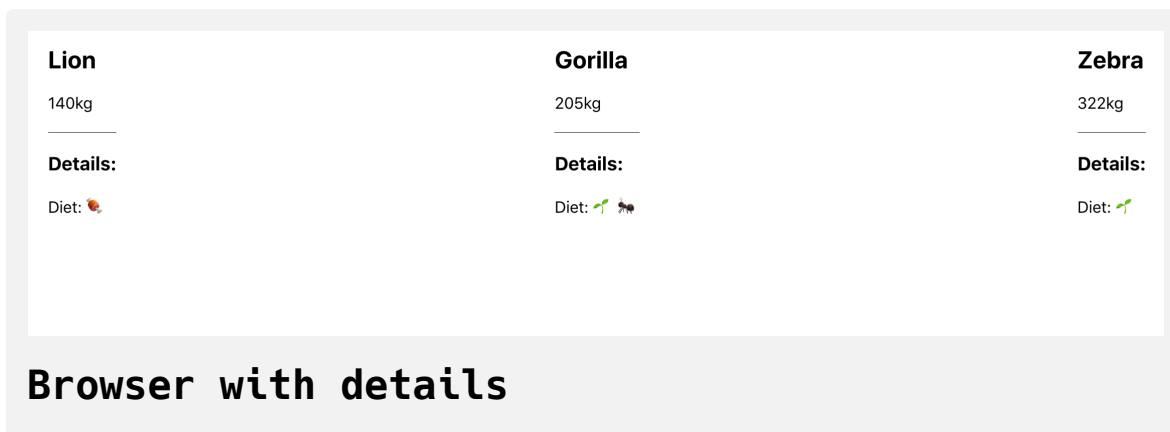 Lion
140kg
Details:
Diet: 🍖
Gorilla
205kg
Details:
Diet: 🌱 🐜
Zebra
322kg
Details:
Diet: 🌱
Browser with details